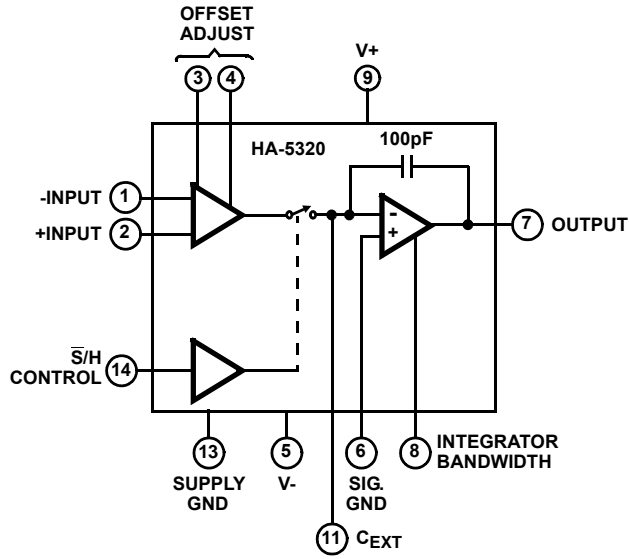 OFFSET
ADJUST
3
4
V+
9
HA-5320
100pF
-INPUT 1
+INPUT 2
-
+
7 OUTPUT
S̅/H
CONTROL 14
13
SUPPLY
GND
5
V-
6
SIG.
GND
8 INTEGRATOR
BANDWIDTH
11 CEXT